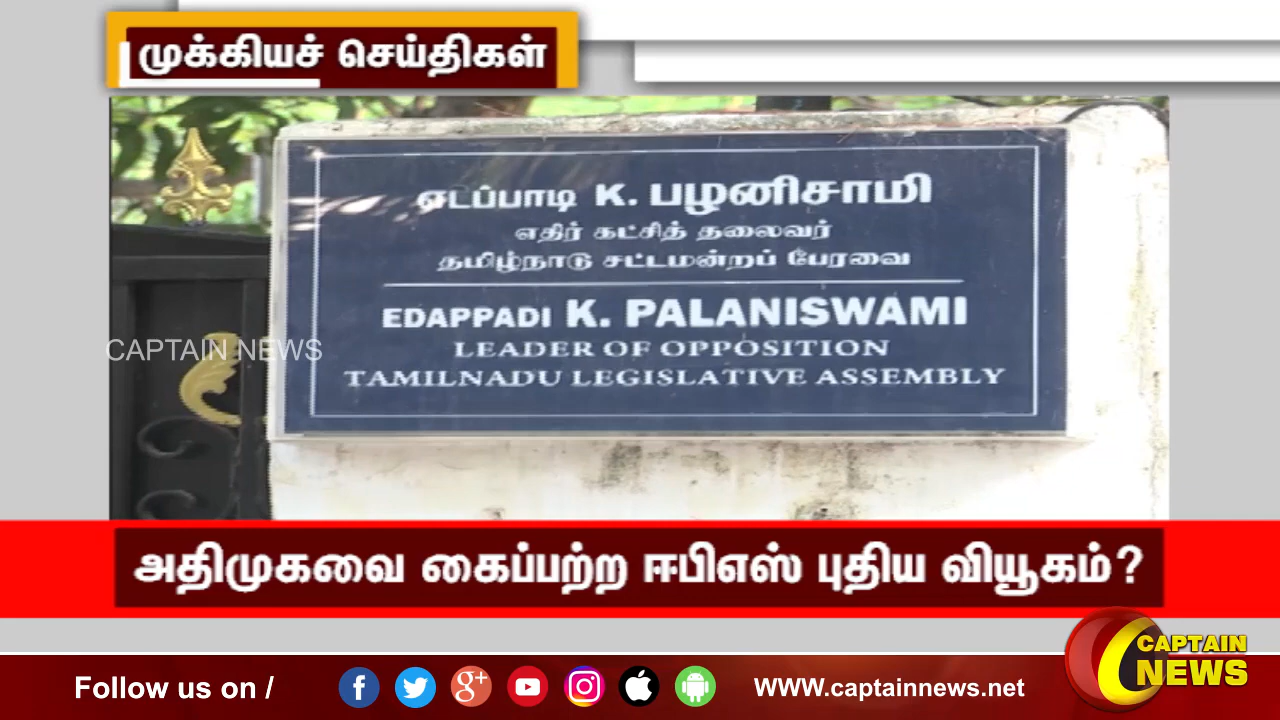 முக்கியச் செய்திகள்
ஏடப்பாடி K. பழனிசாமி
எதிர் கட்சித் தலைவர்
தமிழ்நாடு சட்டமன்றப் பேரவை
EDAPPADI K. PALANISWAMI
LEADER OF OPPOSITION
TAMILNADU LEGISLATIVE ASSEMBLY
CAPTAIN NEWS
அதிமுகவை கைப்பற்ற ஈபிஎஸ் புதிய வியூகம்?
Follow us on /
WWW.captainnews.net
CAPTAIN
NEWS